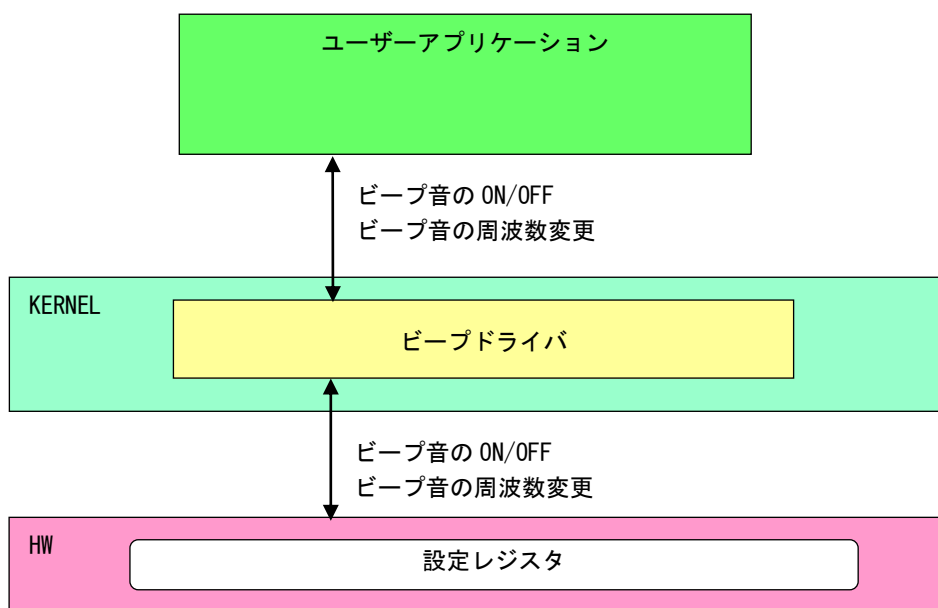 ユーザーアプリケーション
ビープ音の ON/OFF
ビープ音の周波数変更
KERNEL
ビープドライバ
ビープ音の ON/OFF
ビープ音の周波数変更
HW
設定レジスタ